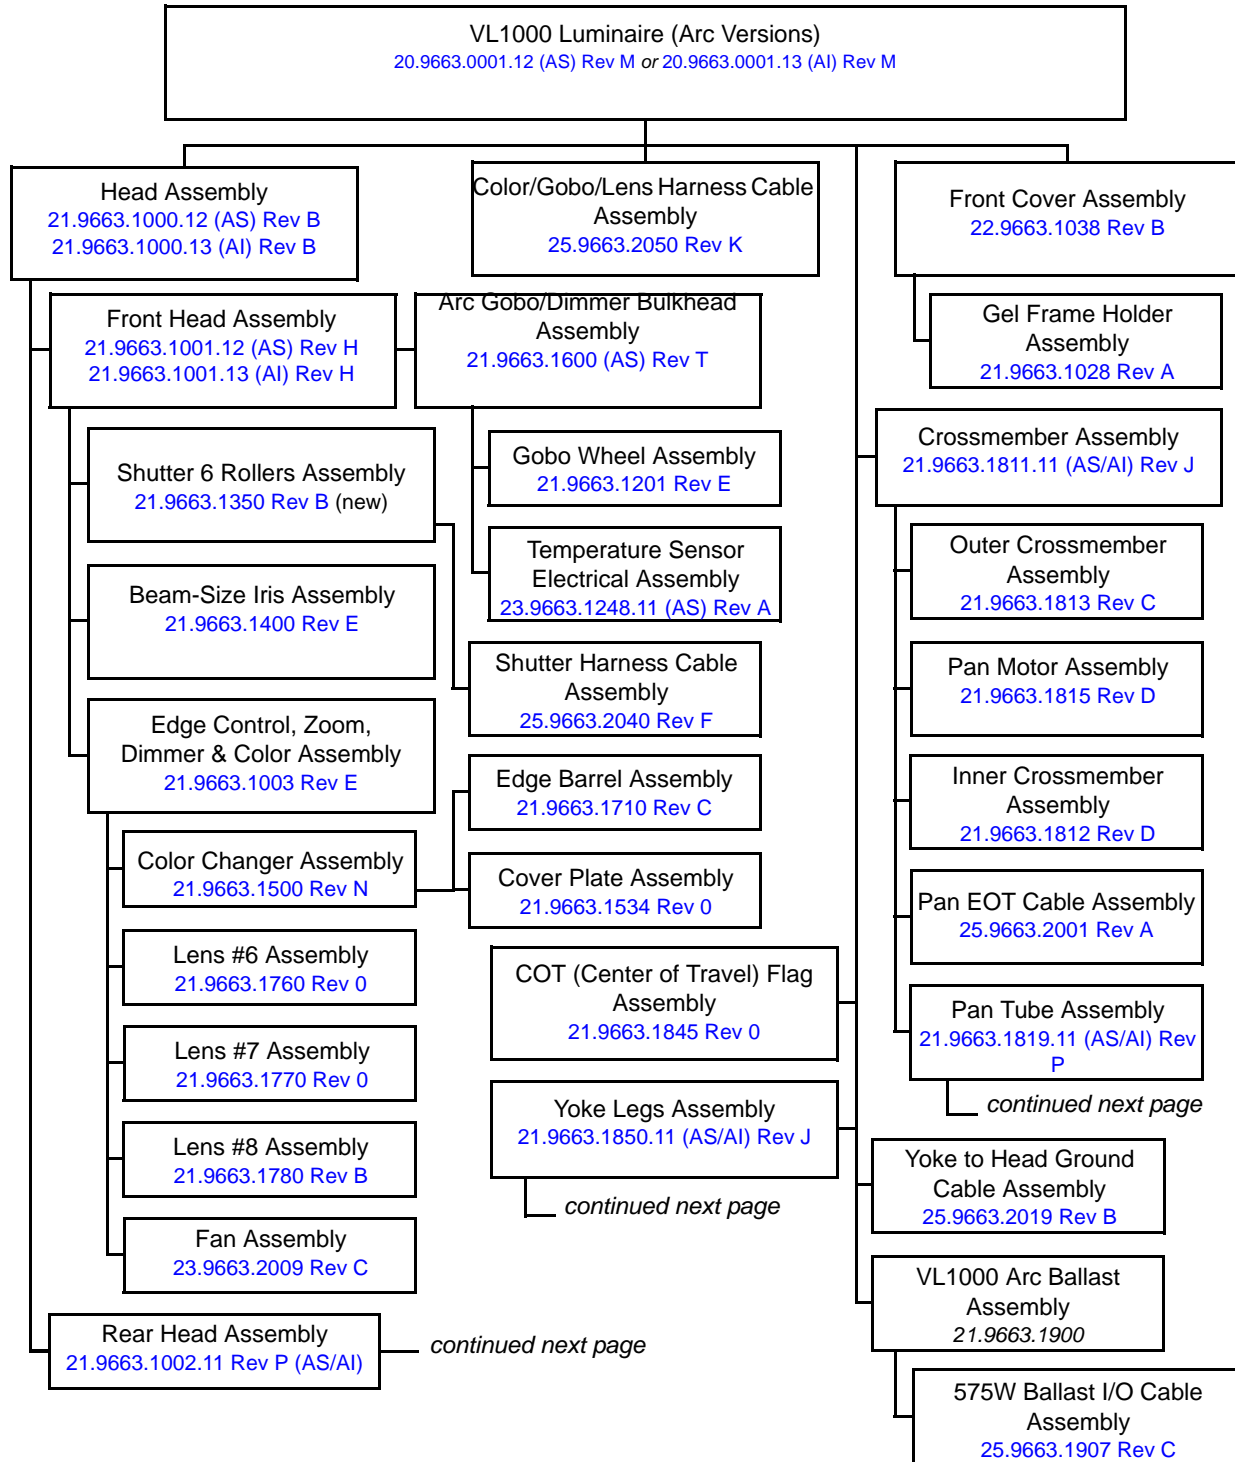 VL1000 Luminaire (Arc Versions)
20.9663.0001.12 (AS) Rev M or 20.9663.0001.13 (AI) Rev M
Head Assembly
21.9663.1000.12 (AS) Rev B
21.9663.1000.13 (AI) Rev B
Color/Gobo/Lens Harness Cable
Assembly
25.9663.2050 Rev K
Front Cover Assembly
22.9663.1038 Rev B
Front Head Assembly
21.9663.1001.12 (AS) Rev H
21.9663.1001.13 (AI) Rev H
Arc Gobo/Dimmer Bulkhead
Assembly
21.9663.1600 (AS) Rev T
Gel Frame Holder
Assembly
21.9663.1028 Rev A
Shutter 6 Rollers Assembly
21.9663.1350 Rev B (new)
Gobo Wheel Assembly
21.9663.1201 Rev E
Crossmember Assembly
21.9663.1811.11 (AS/AI) Rev J
Temperature Sensor
Electrical Assembly
23.9663.1248.11 (AS) Rev A
Outer Crossmember
Assembly
21.9663.1813 Rev C
Beam-Size Iris Assembly
21.9663.1400 Rev E
Shutter Harness Cable
Assembly
25.9663.2040 Rev F
Pan Motor Assembly
21.9663.1815 Rev D
Edge Control, Zoom,
Dimmer & Color Assembly
21.9663.1003 Rev E
Edge Barrel Assembly
21.9663.1710 Rev C
Inner Crossmember
Assembly
21.9663.1812 Rev D
Color Changer Assembly
21.9663.1500 Rev N
Cover Plate Assembly
21.9663.1534 Rev 0
Pan EOT Cable Assembly
25.9663.2001 Rev A
Lens #6 Assembly
21.9663.1760 Rev 0
COT (Center of Travel) Flag
Assembly
21.9663.1845 Rev 0
Pan Tube Assembly
21.9663.1819.11 (AS/AI) Rev
P
continued next page
Lens #7 Assembly
21.9663.1770 Rev 0
Yoke Legs Assembly
21.9663.1850.11 (AS/AI) Rev J
continued next page
Lens #8 Assembly
21.9663.1780 Rev B
Yoke to Head Ground
Cable Assembly
25.9663.2019 Rev B
Fan Assembly
23.9663.2009 Rev C
VL1000 Arc Ballast
Assembly
21.9663.1900
Rear Head Assembly
21.9663.1002.11 Rev P (AS/AI)
continued next page
575W Ballast I/O Cable
Assembly
25.9663.1907 Rev C